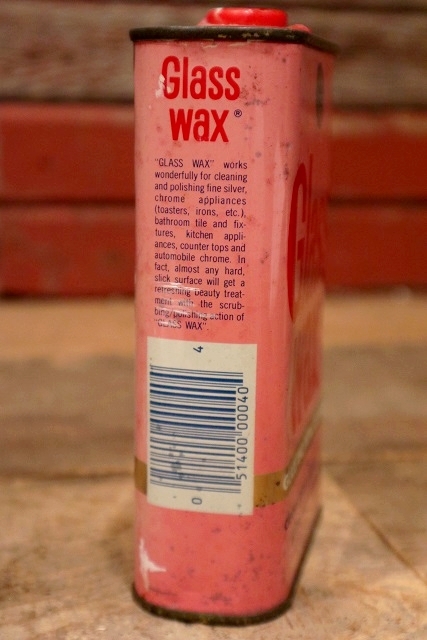 Glass
wax®
"GLASS WAX" works
wonderfully for cleaning
and polishing fine silver,
chrome appliances
(toasters, irons, etc.),
bathroom tile and fix-
tures, kitchen appli-
ances, counter tops and
automobile chrome. In
fact, almost any hard,
slick surface will get a
refreshing beauty treat-
ment with the scrub-
bing/polishing action of
"GLASS WAX".
4
51400 00040
0